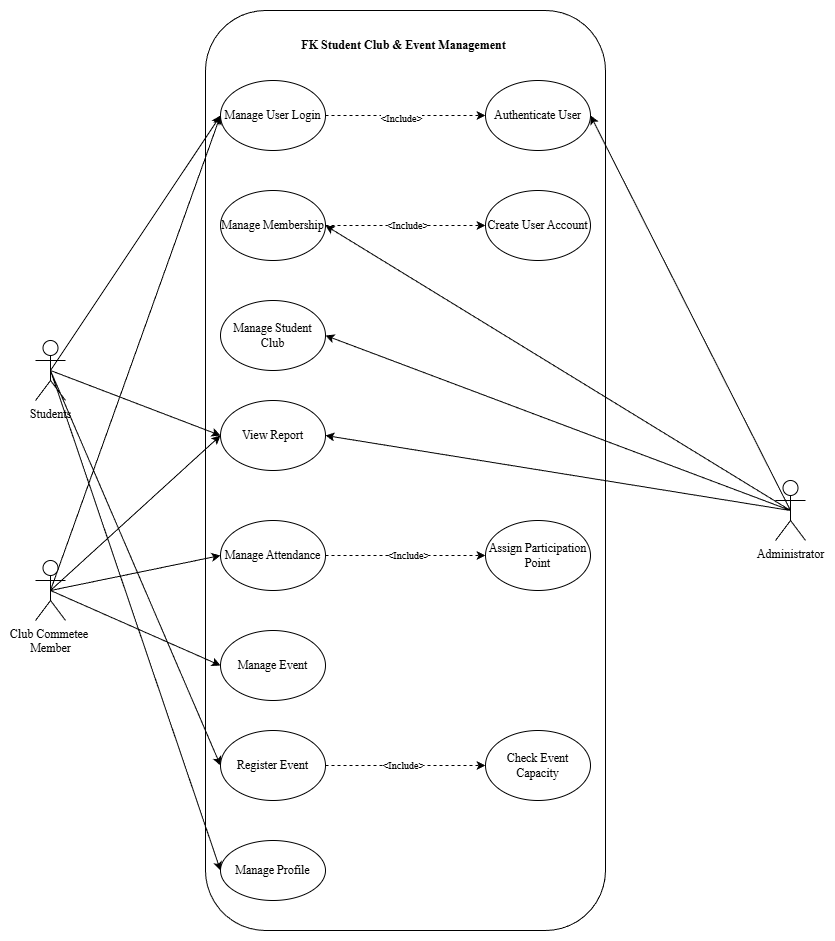 FK Student Club & Event Management
Manage User Login
<Include>
Authenticate User
Manage Membership
<Include>
Create User Account
Manage Student
Club
Students
View Report
Administrator
Manage Attendance
<Include>
Assign Participation
Point
Club Commetee
Member
Manage Event
Register Event
<Include>
Check Event
Capacity
Manage Profile